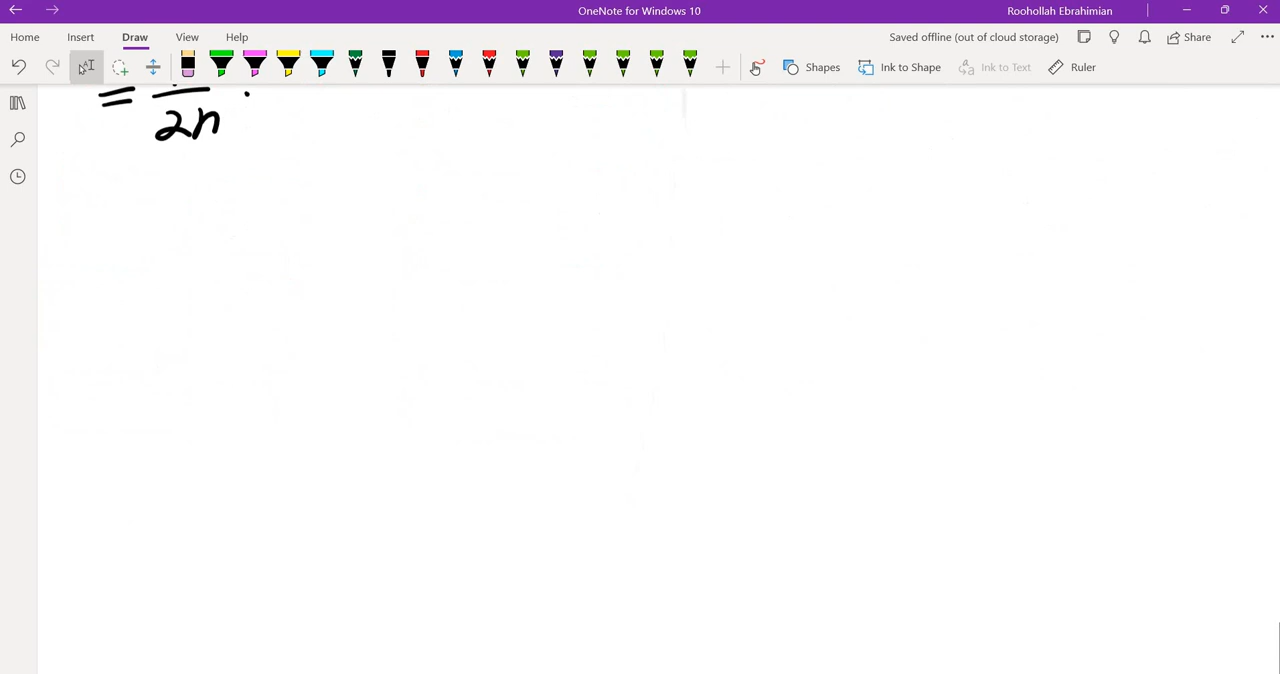 OneNote for Windows 10
Roohollah Ebrahimian
Home Insert Draw View Help
Saved offline (out of cloud storage) Share
Shapes Ink to Shape Ink to Text Ruler
=
2n